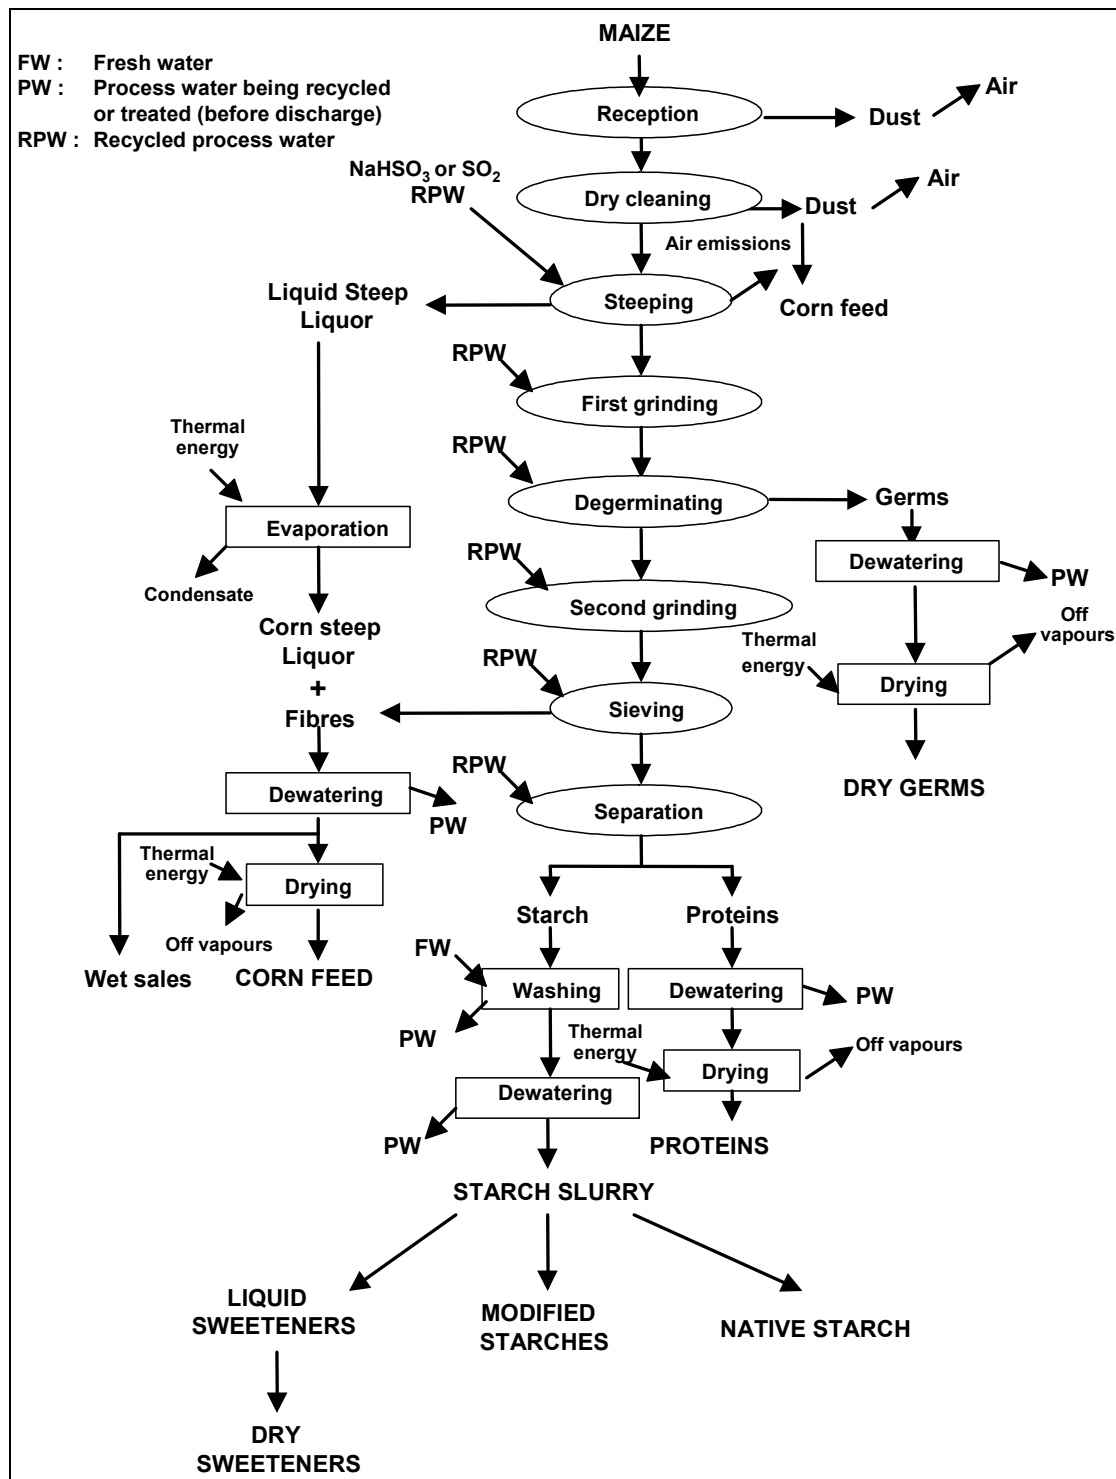 MAIZE
FW : Fresh water
PW : Process water being recycled
or treated (before discharge)
RPW : Recycled process water
Reception
Dust
Air
NaHSO3 or SO2
RPW
Dry cleaning
Dust
Air
Air emissions
Steeping
Corn feed
Liquid Steep
Liquor
RPW
First grinding
Thermal
energy
RPW
Degerminating
Germs
Evaporation
Condensate
Dewatering
PW
RPW
Second grinding
Corn steep
Liquor
+
Fibres
Thermal
energy
Off
vapours
Drying
RPW
Sieving
DRY GERMS
Dewatering
PW
RPW
Separation
Thermal
energy
Drying
Off vapours
Wet sales
CORN FEED
Starch
Proteins
FW
Washing
PW
Dewatering
PW
Thermal
energy
Drying
Off vapours
Dewatering
PW
PROTEINS
STARCH SLURRY
LIQUID
SWEETENERS
MODIFIED
STARCHES
NATIVE STARCH
DRY
SWEETENERS